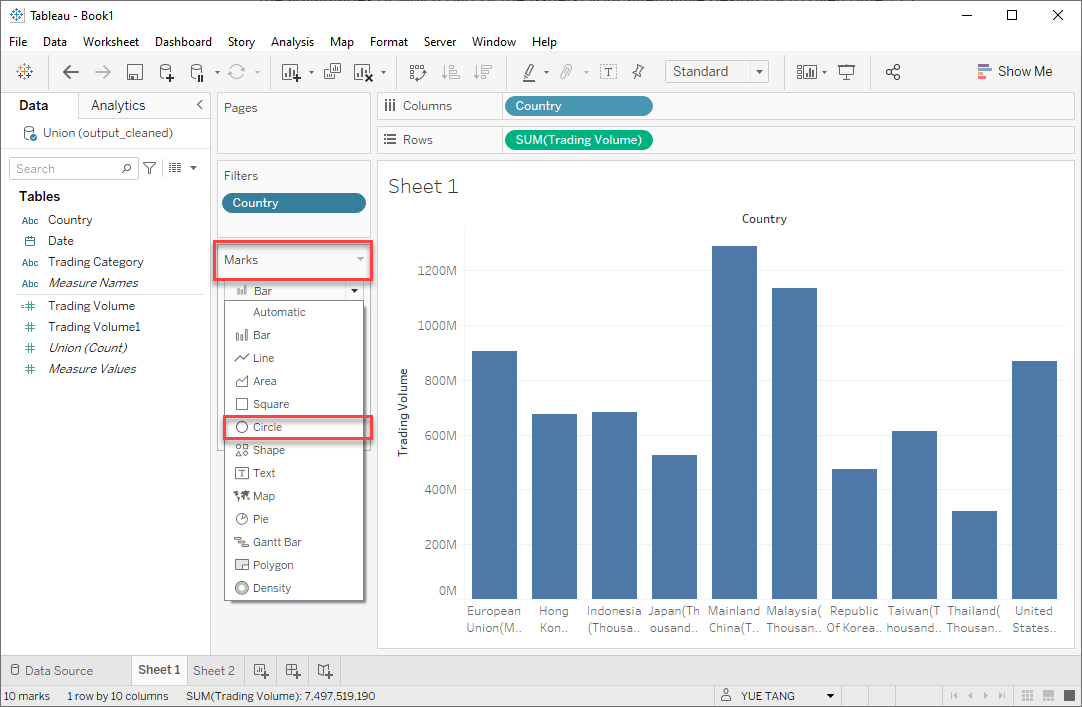 Tableau - Book1
File Data Worksheet Dashboard Story Analysis Map Format Server Window Help
Standard
Show Me
Data
Analytics
Union (output_cleaned)
Search
Tables
Abc Country
Date
Abc Trading Category
Abc Measure Names
Trading Volume
Trading Volume1
Union (Count)
Measure Values
Pages
Filters
Country
Marks
Bar
Automatic
Bar
Line
Area
Square
Circle
Shape
Text
Map
Pie
Gantt Bar
Polygon
Density
Columns
Country
Rows
SUM(Trading Volume)
Sheet 1
Country
Trading Volume
1200M
1000M
800M
600M
400M
200M
0M
European
Union(M..
Hong
Kon..
Indonesia
(Thousa..
Japan(Th
ousand..
Mainland
China(T..
Malaysia(
Thousan..
Republic
Of Korea..
Taiwan(T
housand..
Thailand(
Thousan..
United
States..
Data Source
Sheet 1
Sheet 2
10 marks
1 row by 10 columns
SUM(Trading Volume): 7,497,519,190
YUE TANG